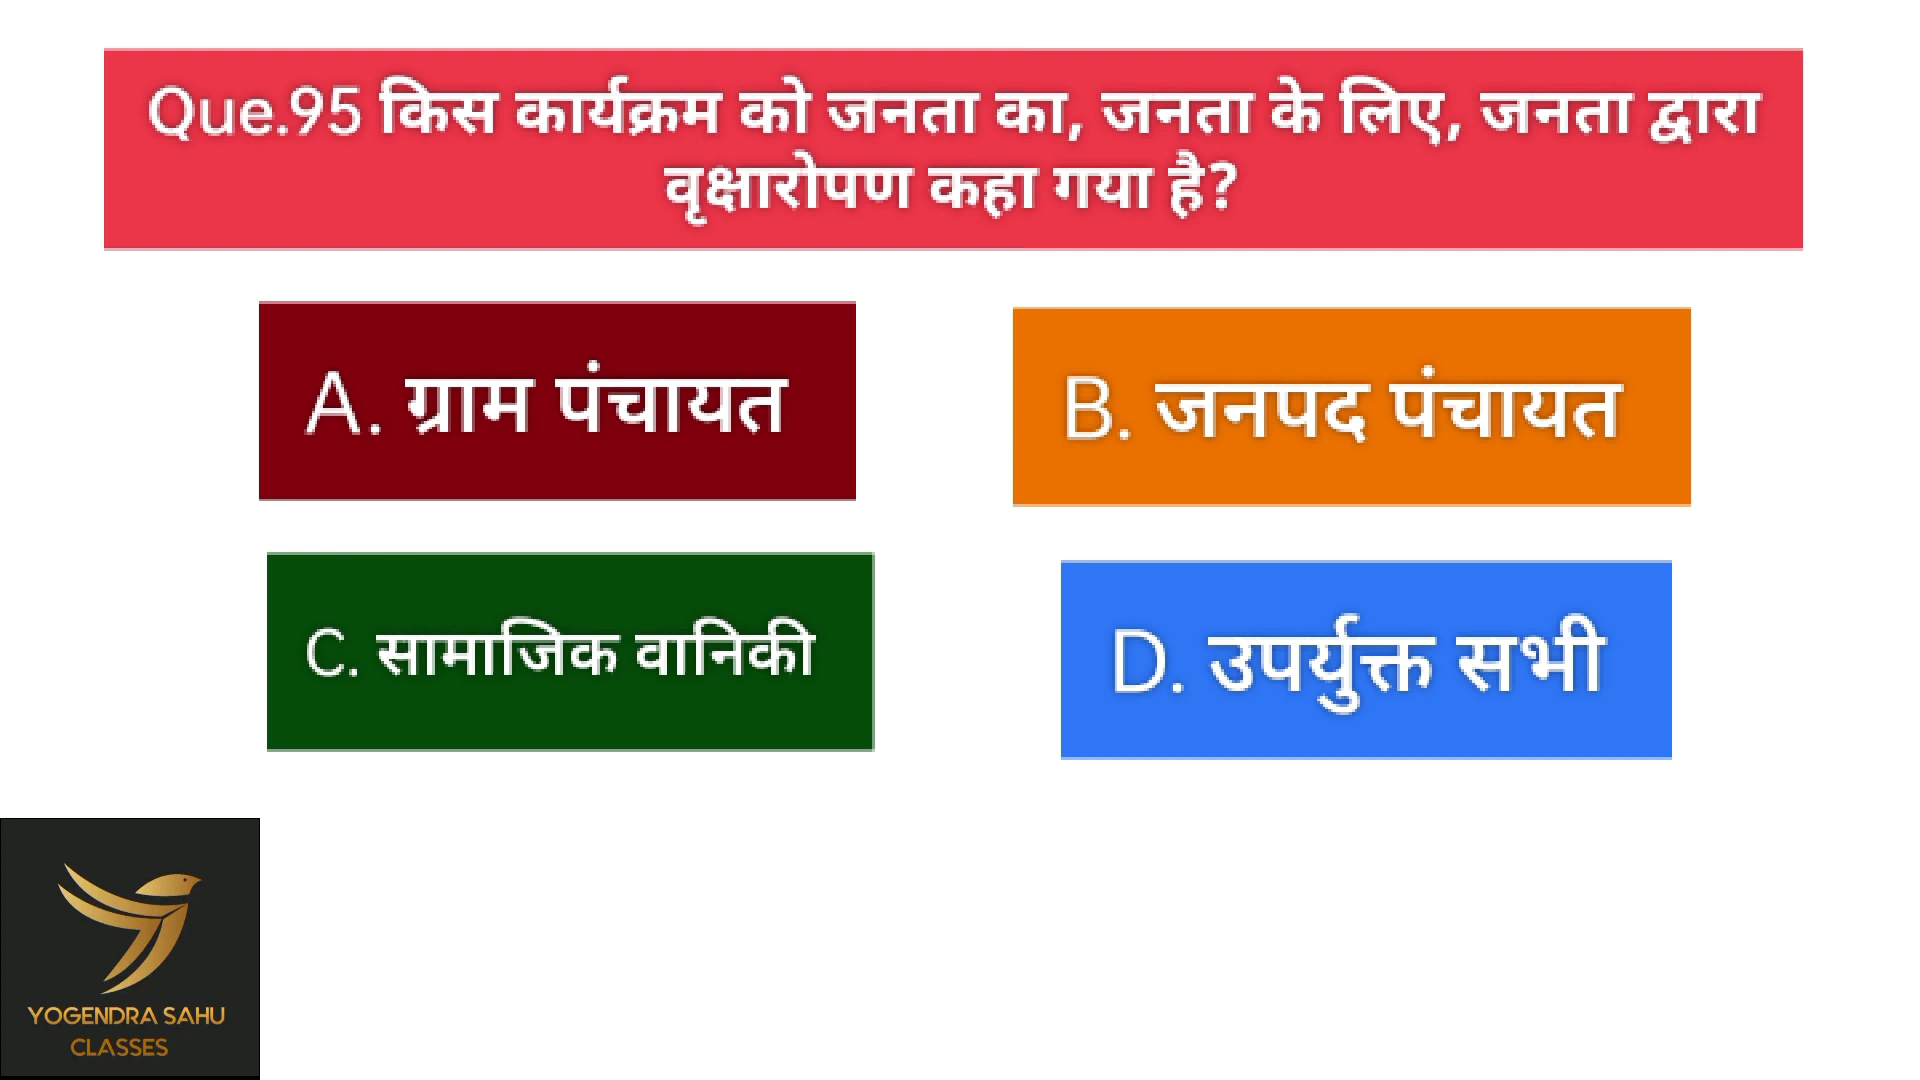 Que.95 किस कार्यक्रम को जनता का, जनता के लिए, जनता द्वारा
वृक्षारोपण कहा गया है?
A. ग्राम पंचायत
B. जनपद पंचायत
C. सामाजिक वानिकी
D. उपर्युक्त सभी
YOGENDRA SAHU
CLASSES